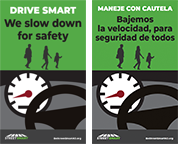 DRIVE SMART
We slow down
for safety
MANEJE CON CAUTELA
Bajemos
la velocidad, para
seguridad de todos